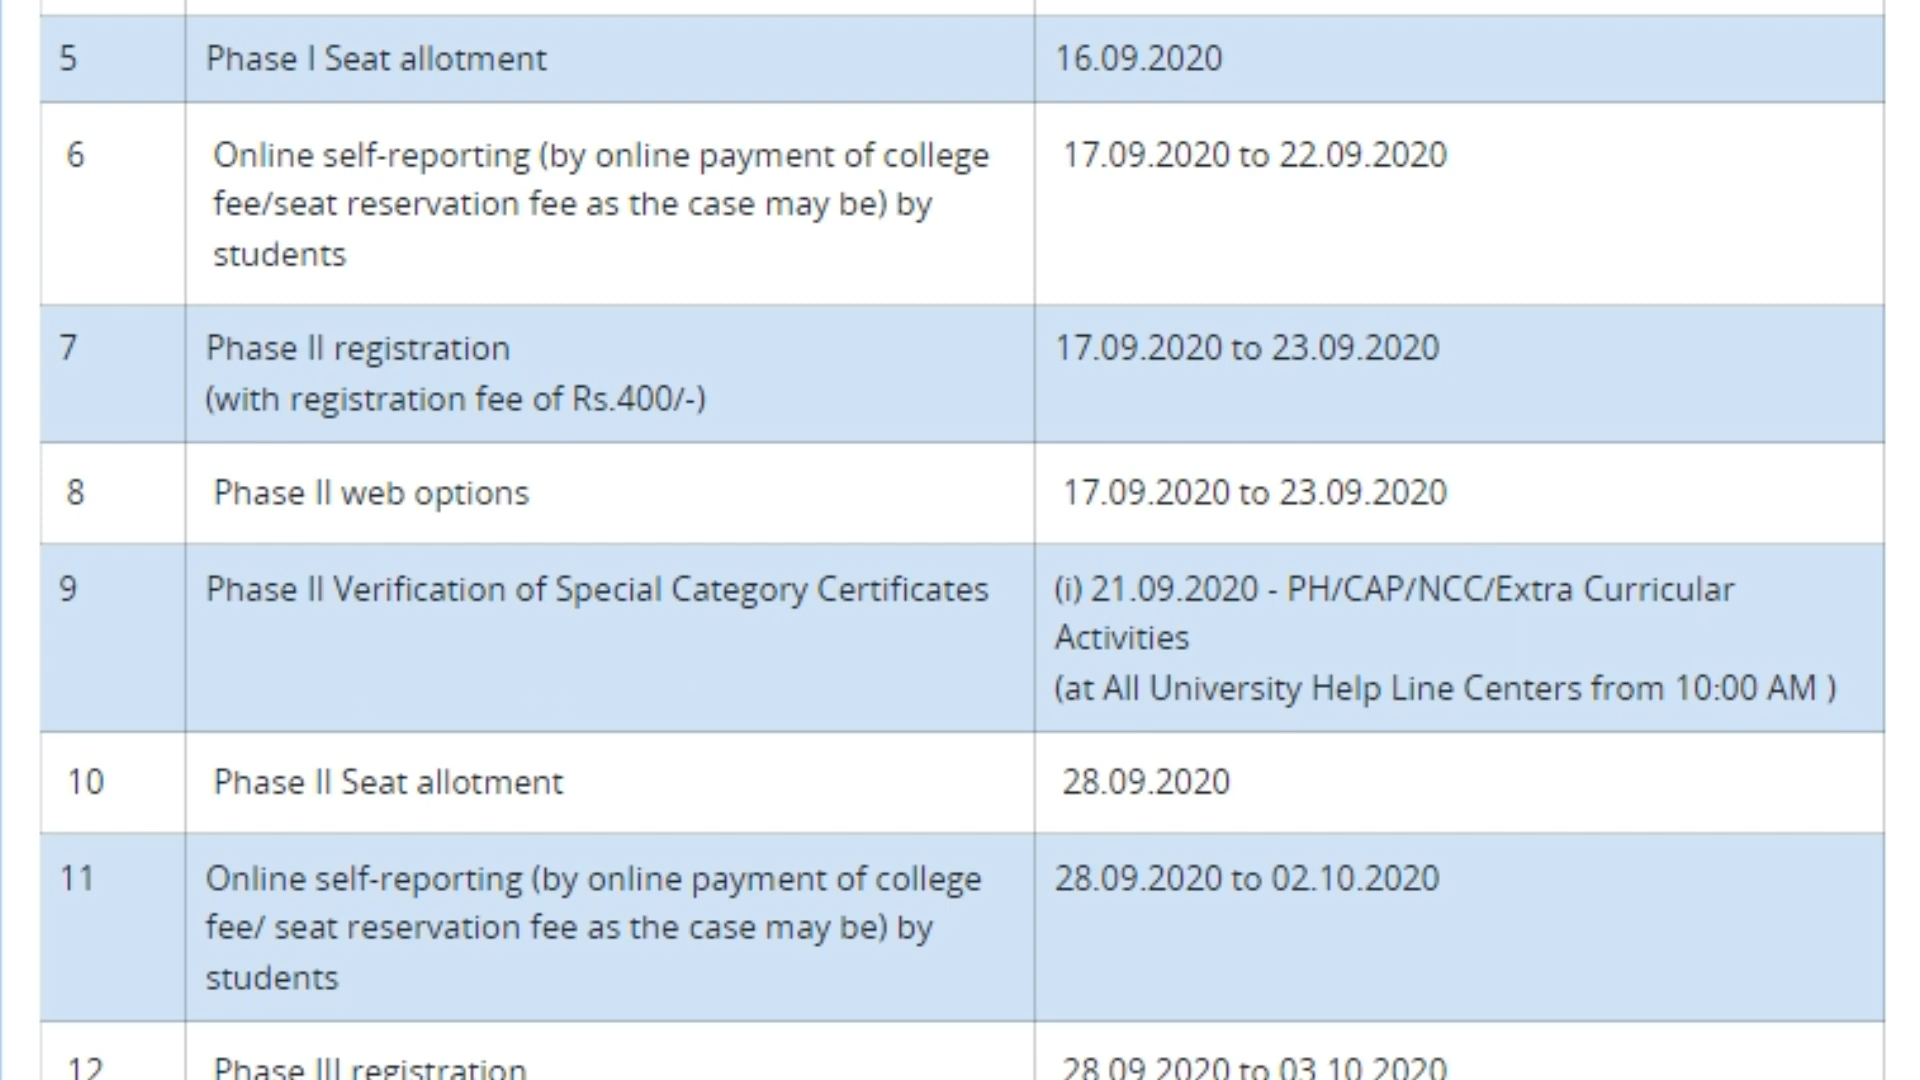 5 Phase I Seat allotment 16.09.2020
6 Online self-reporting (by online payment of college 17.09.2020 to 22.09.2020
fee/seat reservation fee as the case may be) by
students
7 Phase II registration 17.09.2020 to 23.09.2020
(with registration fee of Rs.400/-)
8 Phase II web options 17.09.2020 to 23.09.2020
9 Phase II Verification of Special Category Certificates (i) 21.09.2020 - PH/CAP/NCC/Extra Curricular
Activities
(at All University Help Line Centers from 10:00 AM )
10 Phase II Seat allotment 28.09.2020
11 Online self-reporting (by online payment of college 28.09.2020 to 02.10.2020
fee/ seat reservation fee as the case may be) by
students
12 Phase III registration 28.09.2020 to 03.10.2020